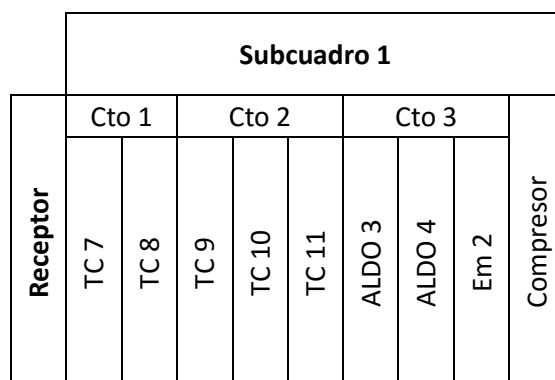 Subcuadro 1
Cto 1
Cto 2
Cto 3
Receptor
TC 7
TC 8
TC 9
TC 10
TC 11
ALDO 3
ALDO 4
Em 2
Compresor